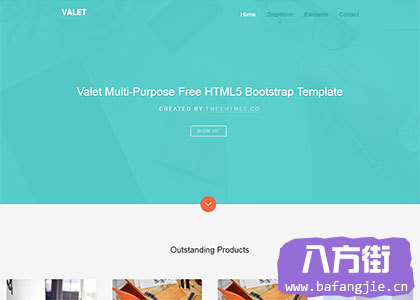 VALET
Home Dropdown Elements Contact
Valet Multi-Purpose Free HTML5 Bootstrap Template
CREATED BY FREEHTML5.CO
SIGN UP
Outstanding Products
八方街
www.bafangjie.cn